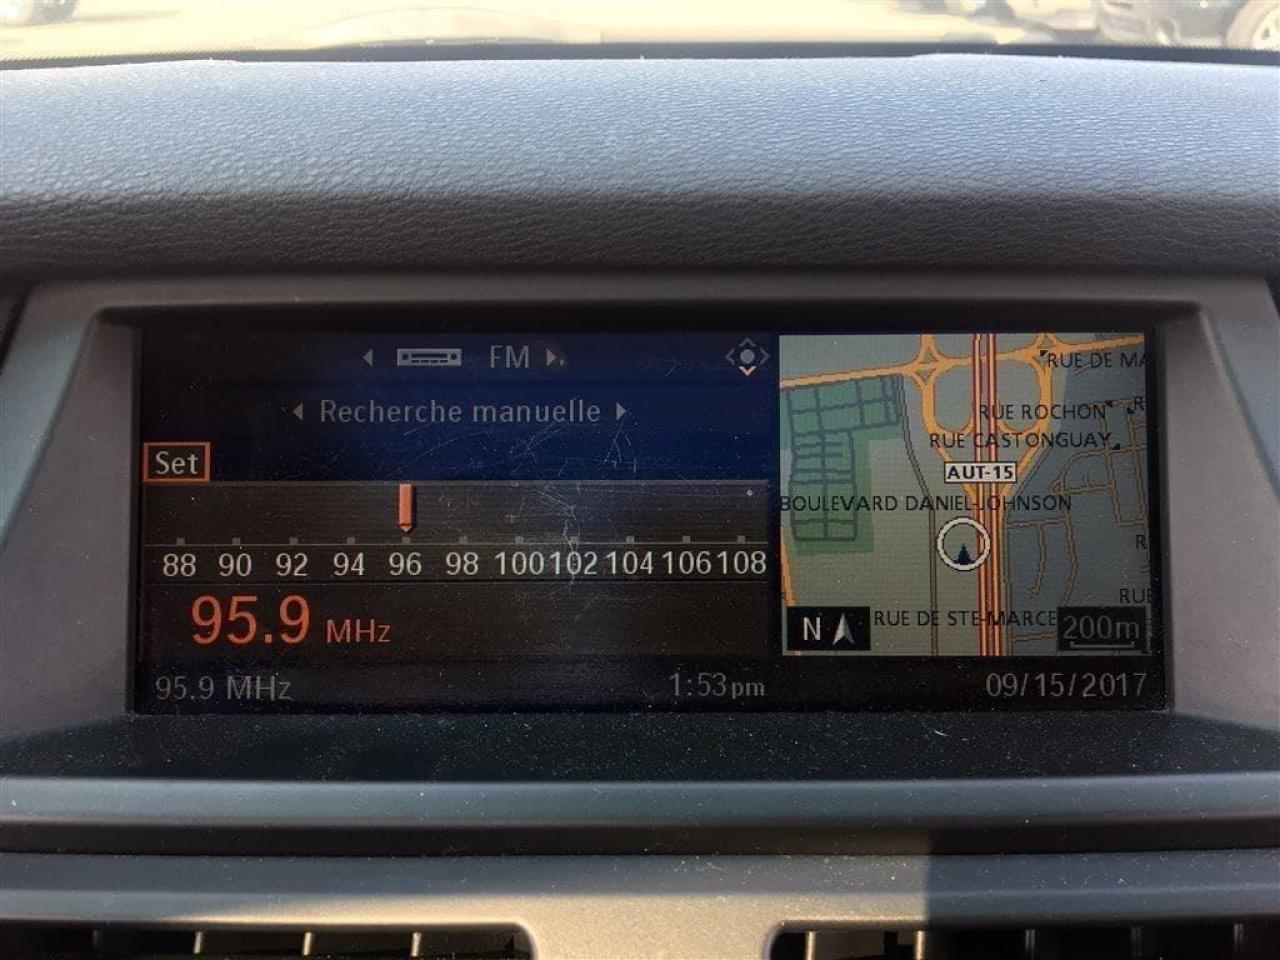 FM
Recherche manuelle
Set
88 90 92 94 96 98 100 102 104 106 108
95.9 MHz
95.9 MHz
1:53pm
RUE DE MA
RUE ROCHON
R
RUE CASTONGUAY
AUT-15
BOULEVARD DANIEL-JOHNSON
R
RUE
RUE DE STE-MARCE
N
200m
09/15/2017